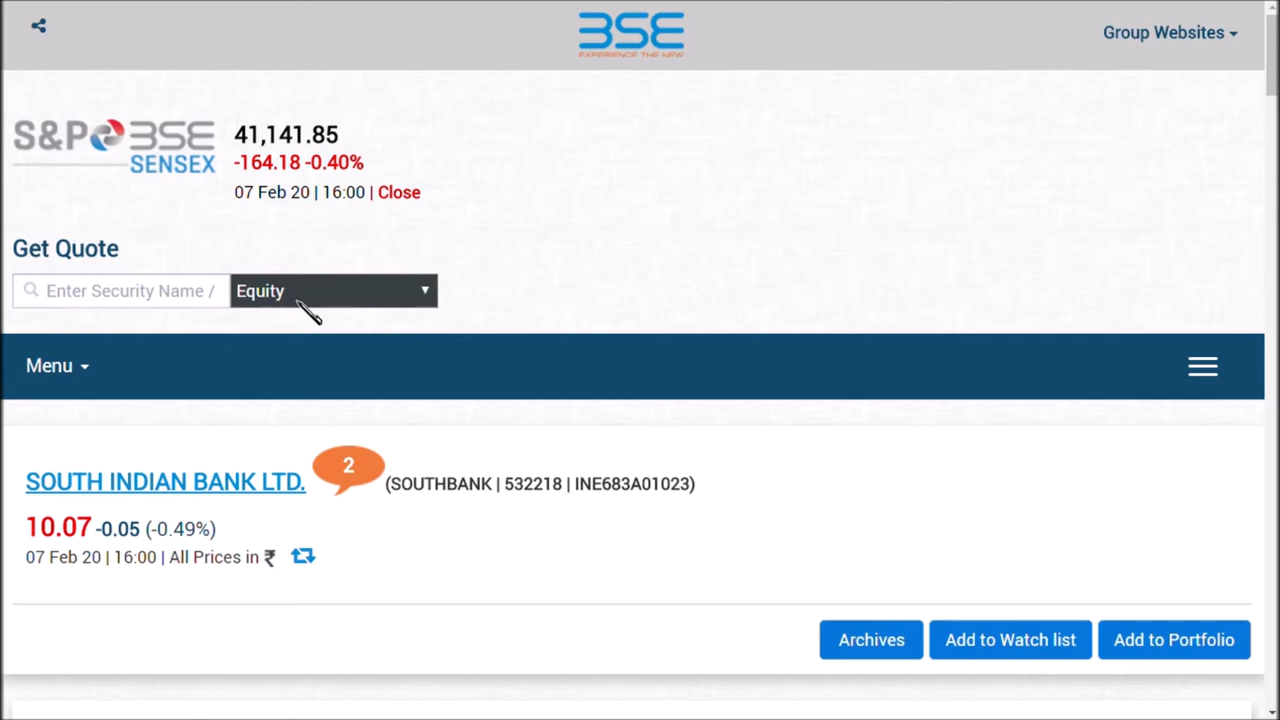 BSE
EXPERIENCE THE NEW
Group Websites
S&P BSE
SENSEX
41,141.85
-164.18 -0.40%
07 Feb 20 | 16:00 | Close
Get Quote
Enter Security Name /
Equity
Menu
SOUTH INDIAN BANK LTD. 2 (SOUTHBANK | 532218 | INE683A01023)
10.07 -0.05 (-0.49%)
07 Feb 20 | 16:00 | All Prices in ₹
Archives Add to Watch list Add to Portfolio